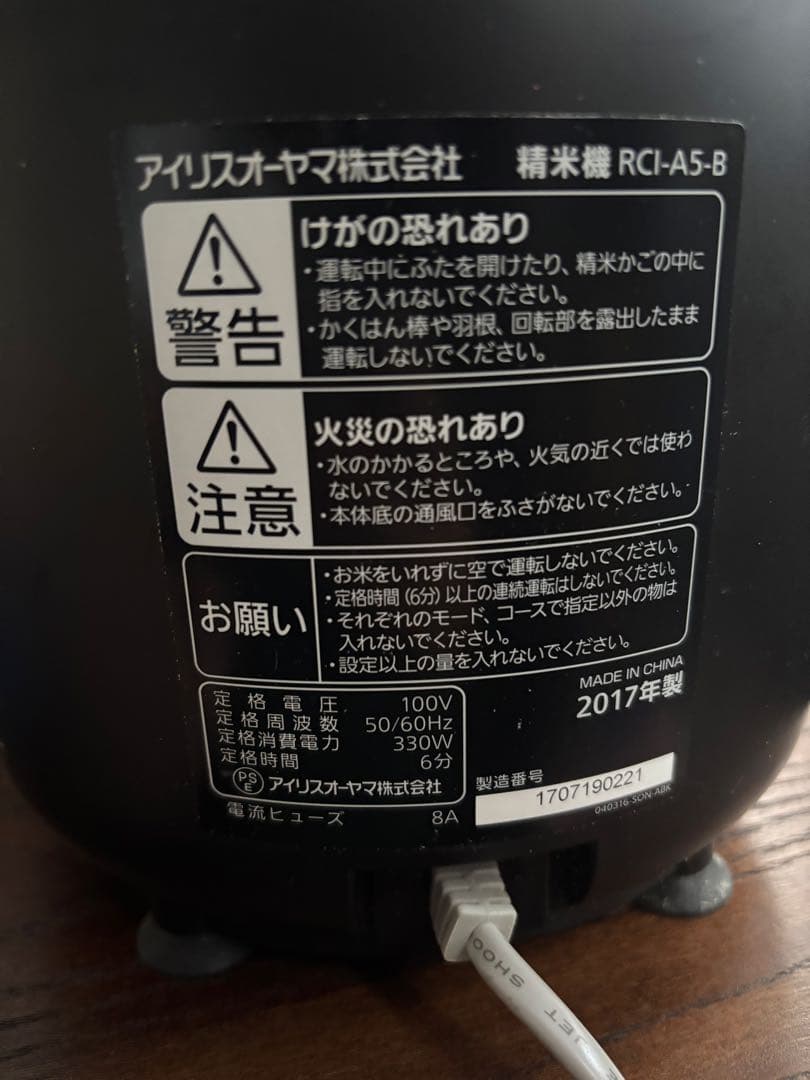 アイリスオーヤマ株式会社 精米機 RCI-A5-B
警告
けがの恐れあり
・運転中にふたを開けたり、精米かごの中に
指を入れないでください。
・かくはん棒や羽根、回転部を露出したまま
運転しないでください。
注意
火災の恐れあり
・水のかかるところや、火気の近くでは使わ
ないでください。
・本体底の通風口をふさがないでください。
お願い
・お米をいれずに空で運転しないでください。
・定格時間(6分)以上の連続運転はしないでください。
・それぞれのモード、コースで指定以外の物は
入れないでください。
・設定以上の量を入れないでください。
定格電圧 100V
定格周波数 50/60Hz
定格消費電力 330W
定格時間 6分
PSE アイリスオーヤマ株式会社
電流ヒューズ 8A
MADE IN CHINA
2017年製
製造番号 1707190221
040316-SON-ABK
JET SHOO